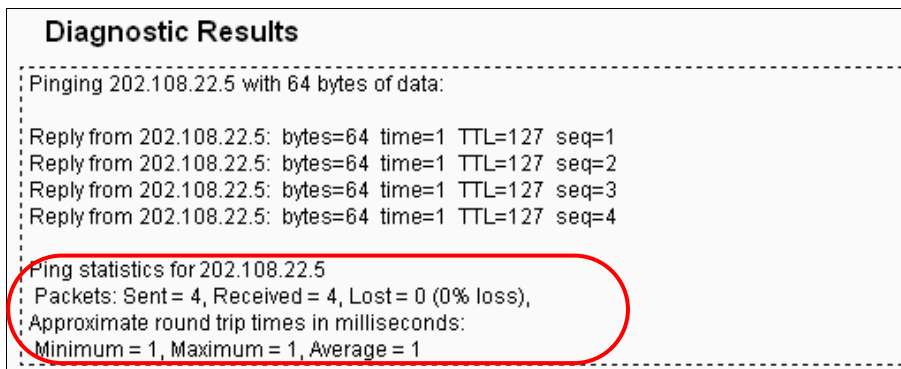 Diagnostic Results
Pinging 202.108.22.5 with 64 bytes of data:
Reply from 202.108.22.5: bytes=64 time=1 TTL=127 seq=1
Reply from 202.108.22.5: bytes=64 time=1 TTL=127 seq=2
Reply from 202.108.22.5: bytes=64 time=1 TTL=127 seq=3
Reply from 202.108.22.5: bytes=64 time=1 TTL=127 seq=4
Ping statistics for 202.108.22.5
Packets: Sent = 4, Received = 4, Lost = 0 (0% loss),
Approximate round trip times in milliseconds:
Minimum = 1, Maximum = 1, Average = 1